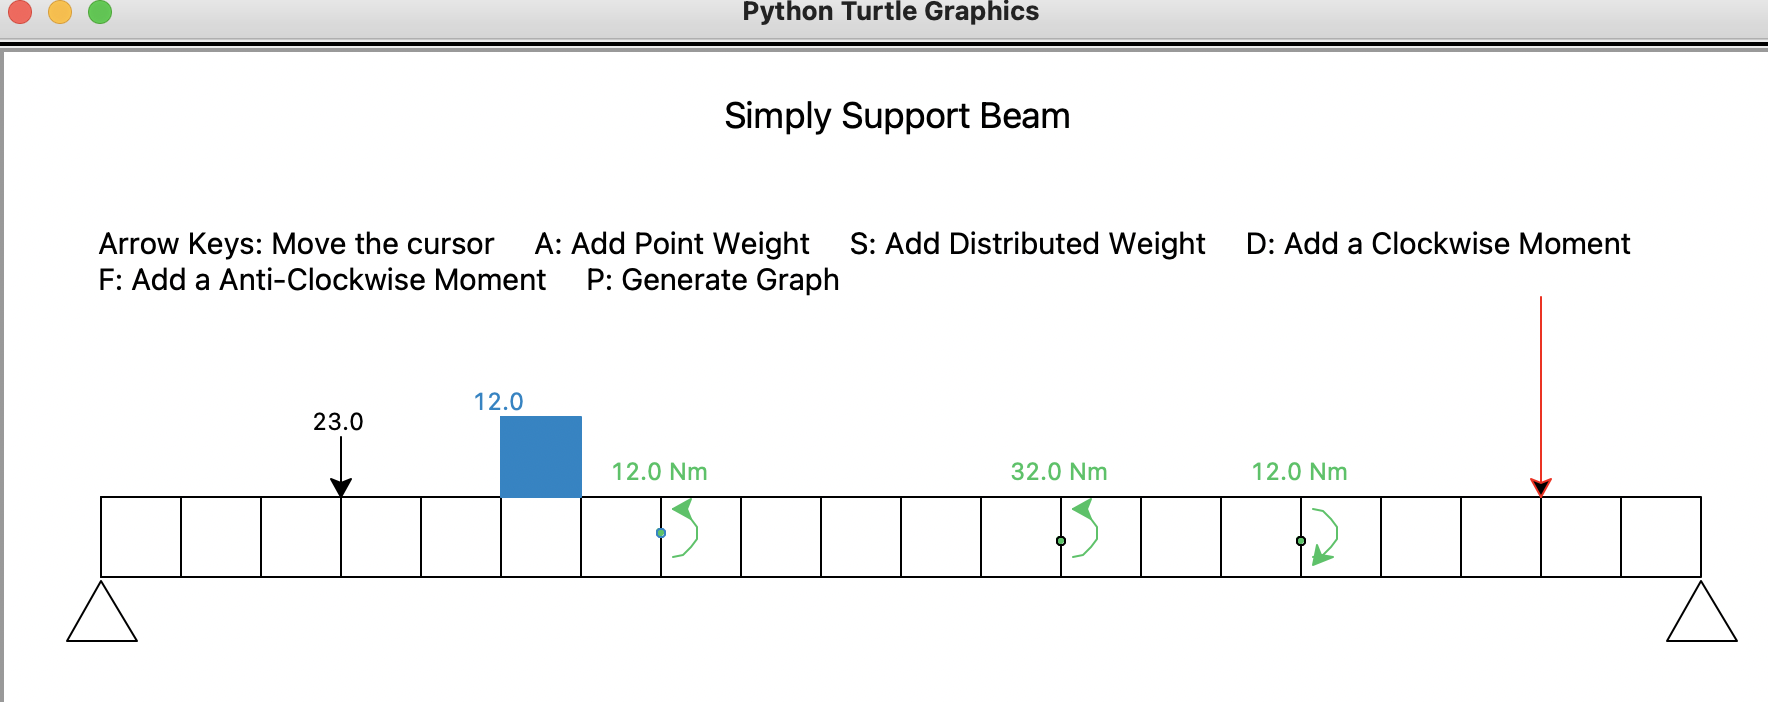 Python Turtle Graphics
Simply Support Beam
Arrow Keys: Move the cursor A: Add Point Weight S: Add Distributed Weight D: Add a Clockwise Moment
F: Add a Anti-Clockwise Moment P: Generate Graph
12.0
23.0
12.0 Nm 32.0 Nm 12.0 Nm